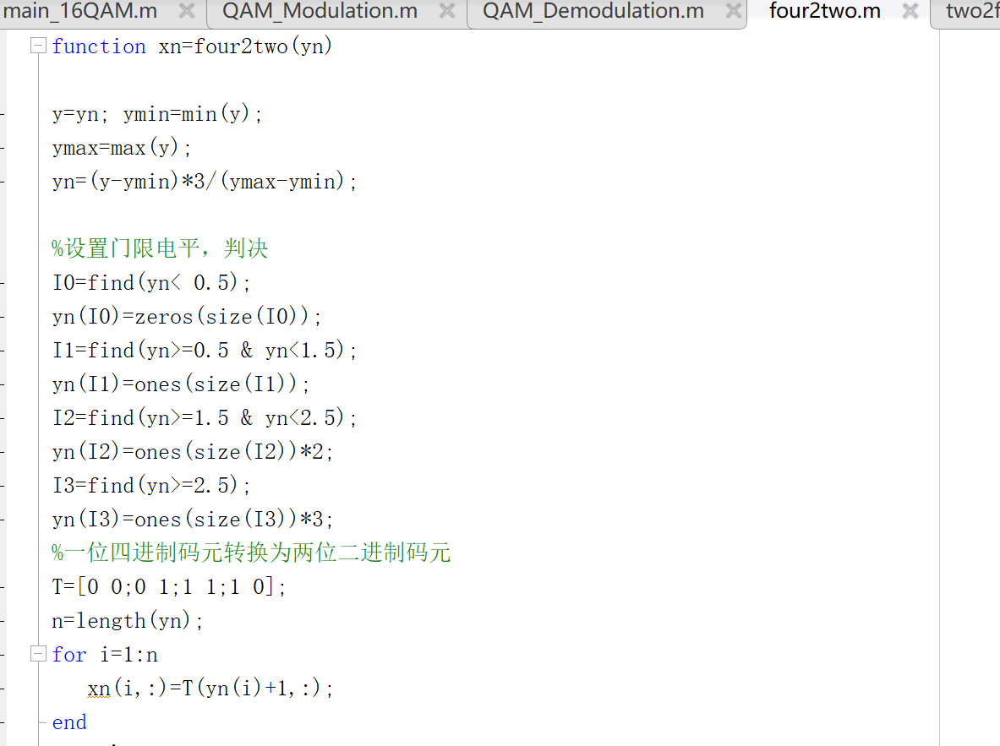 main_16QAM.m × QAM_Modulation.m × QAM_Demodulation.m × four2two.m × two2f
function xn=four2two(yn)
y=yn; ymin=min(y);
ymax=max(y);
yn=(y-ymin)*3/(ymax-ymin);
%设置门限电平，判决
I0=find(yn< 0.5);
yn(I0)=zeros(size(I0));
I1=find(yn>=0.5 & yn<1.5);
yn(I1)=ones(size(I1));
I2=find(yn>=1.5 & yn<2.5);
yn(I2)=ones(size(I2))*2;
I3=find(yn>=2.5);
yn(I3)=ones(size(I3))*3;
%一位四进制码元转换为两位二进制码元
T=[0 0;0 1;1 1;1 0];
n=length(yn);
for i=1:n
xn(i,:)=T(yn(i)+1,:);
end